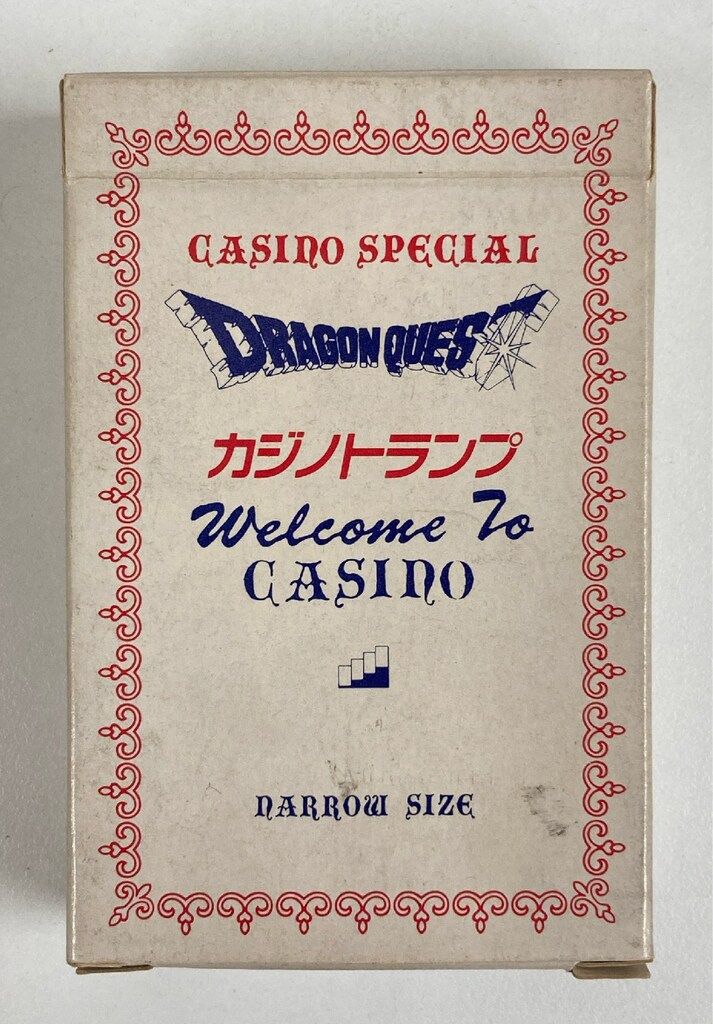 CASINO SPECIAL
DRAGON QUEST
カジノトランプ
Welcome To
CASINO
NARROW SIZE